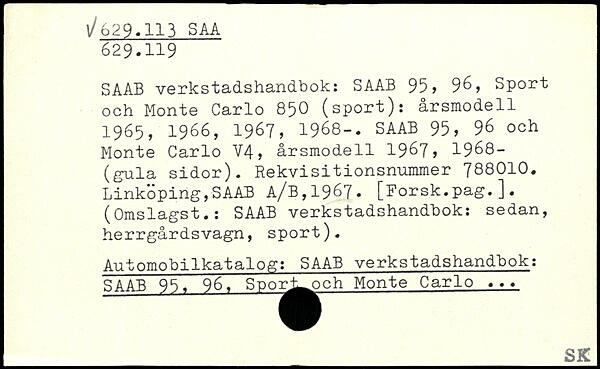 √629.113 SAA
629.119
SAAB verkstadshandbok: SAAB 95, 96, Sport
och Monte Carlo 850 (sport): årsmodell
1965, 1966, 1967, 1968-. SAAB 95, 96 och
Monte Carlo V4, årsmodell 1967, 1968-
(gula sidor). Rekvisitionsnummer 788010.
Linköping,SAAB A/B,1967. [Forsk.pag.].
(Omslagst.: SAAB verkstadshandbok: sedan,
herrgårdsvagn, sport).
Automobilkatalog: SAAB verkstadshandbok:
SAAB 95, 96, Sport och Monte Carlo ...
SK